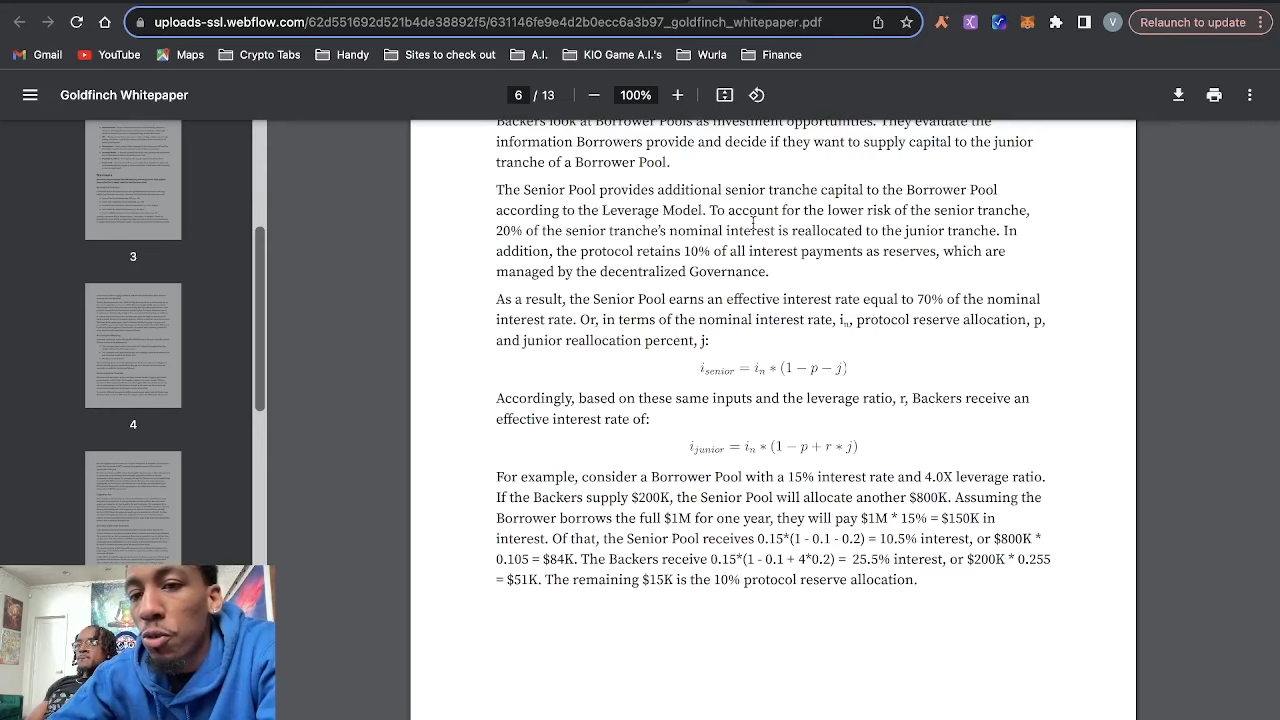 uploads-ssl.webflow.com/62d551692d521b4de38892f5/631146fe9e4d2b0ecc6a3b97_goldfinch_whitepaper.pdf
V
Relaunch to update
Gmail
YouTube
Maps
Crypto Tabs
Handy
Sites to check out
A.I.
KIO Game A.I.'s
Wurla
Finance
Goldfinch Whitepaper
6 / 13
100%
3
4
Backers look at Borrower Pools as investment opportunities. They evaluate the
information Borrowers provide and decide if they want to supply capital to the junior
tranche of a Borrower Pool.
The Senior Pool provides additional senior tranche capital to the Borrower Pool
according to the Leverage Model. To account for the lower risk of the senior tranche,
20% of the senior tranche's nominal interest is reallocated to the junior tranche. In
addition, the protocol retains 10% of all interest payments as reserves, which are
managed by the decentralized Governance.
As a result, the Senior Pool earns an effective interest rate equal to 70% of the nominal
interest rate. Or, in terms of the nominal interest rate, i_n, protocol reserve allocation, p,
and junior reallocation percent, j:
i_senior = i_n * (1 − p − j)
Accordingly, based on these same inputs and the leverage ratio, r, Backers receive an
effective interest rate of:
i_junior = i_n * (1 − p + r * j)
For example, consider a Borrower Pool with a 15% interest rate and 4.0X leverage ratio.
If the Backers supply $200K, the Senior Pool will allocate another $800K. Assuming the
Borrower borrows the full $1M for one year, they will owe $1M * 15% = $150K in
interest. Of this, the Senior Pool receives 0.15*(1 - 0.1 - 0.2) = 10.5% interest, or $800K *
0.105 = $84K. The Backers receive 0.15*(1 - 0.1 + 4*0.2) = 25.5% interest, or $200K * 0.255
= $51K. The remaining $15K is the 10% protocol reserve allocation.